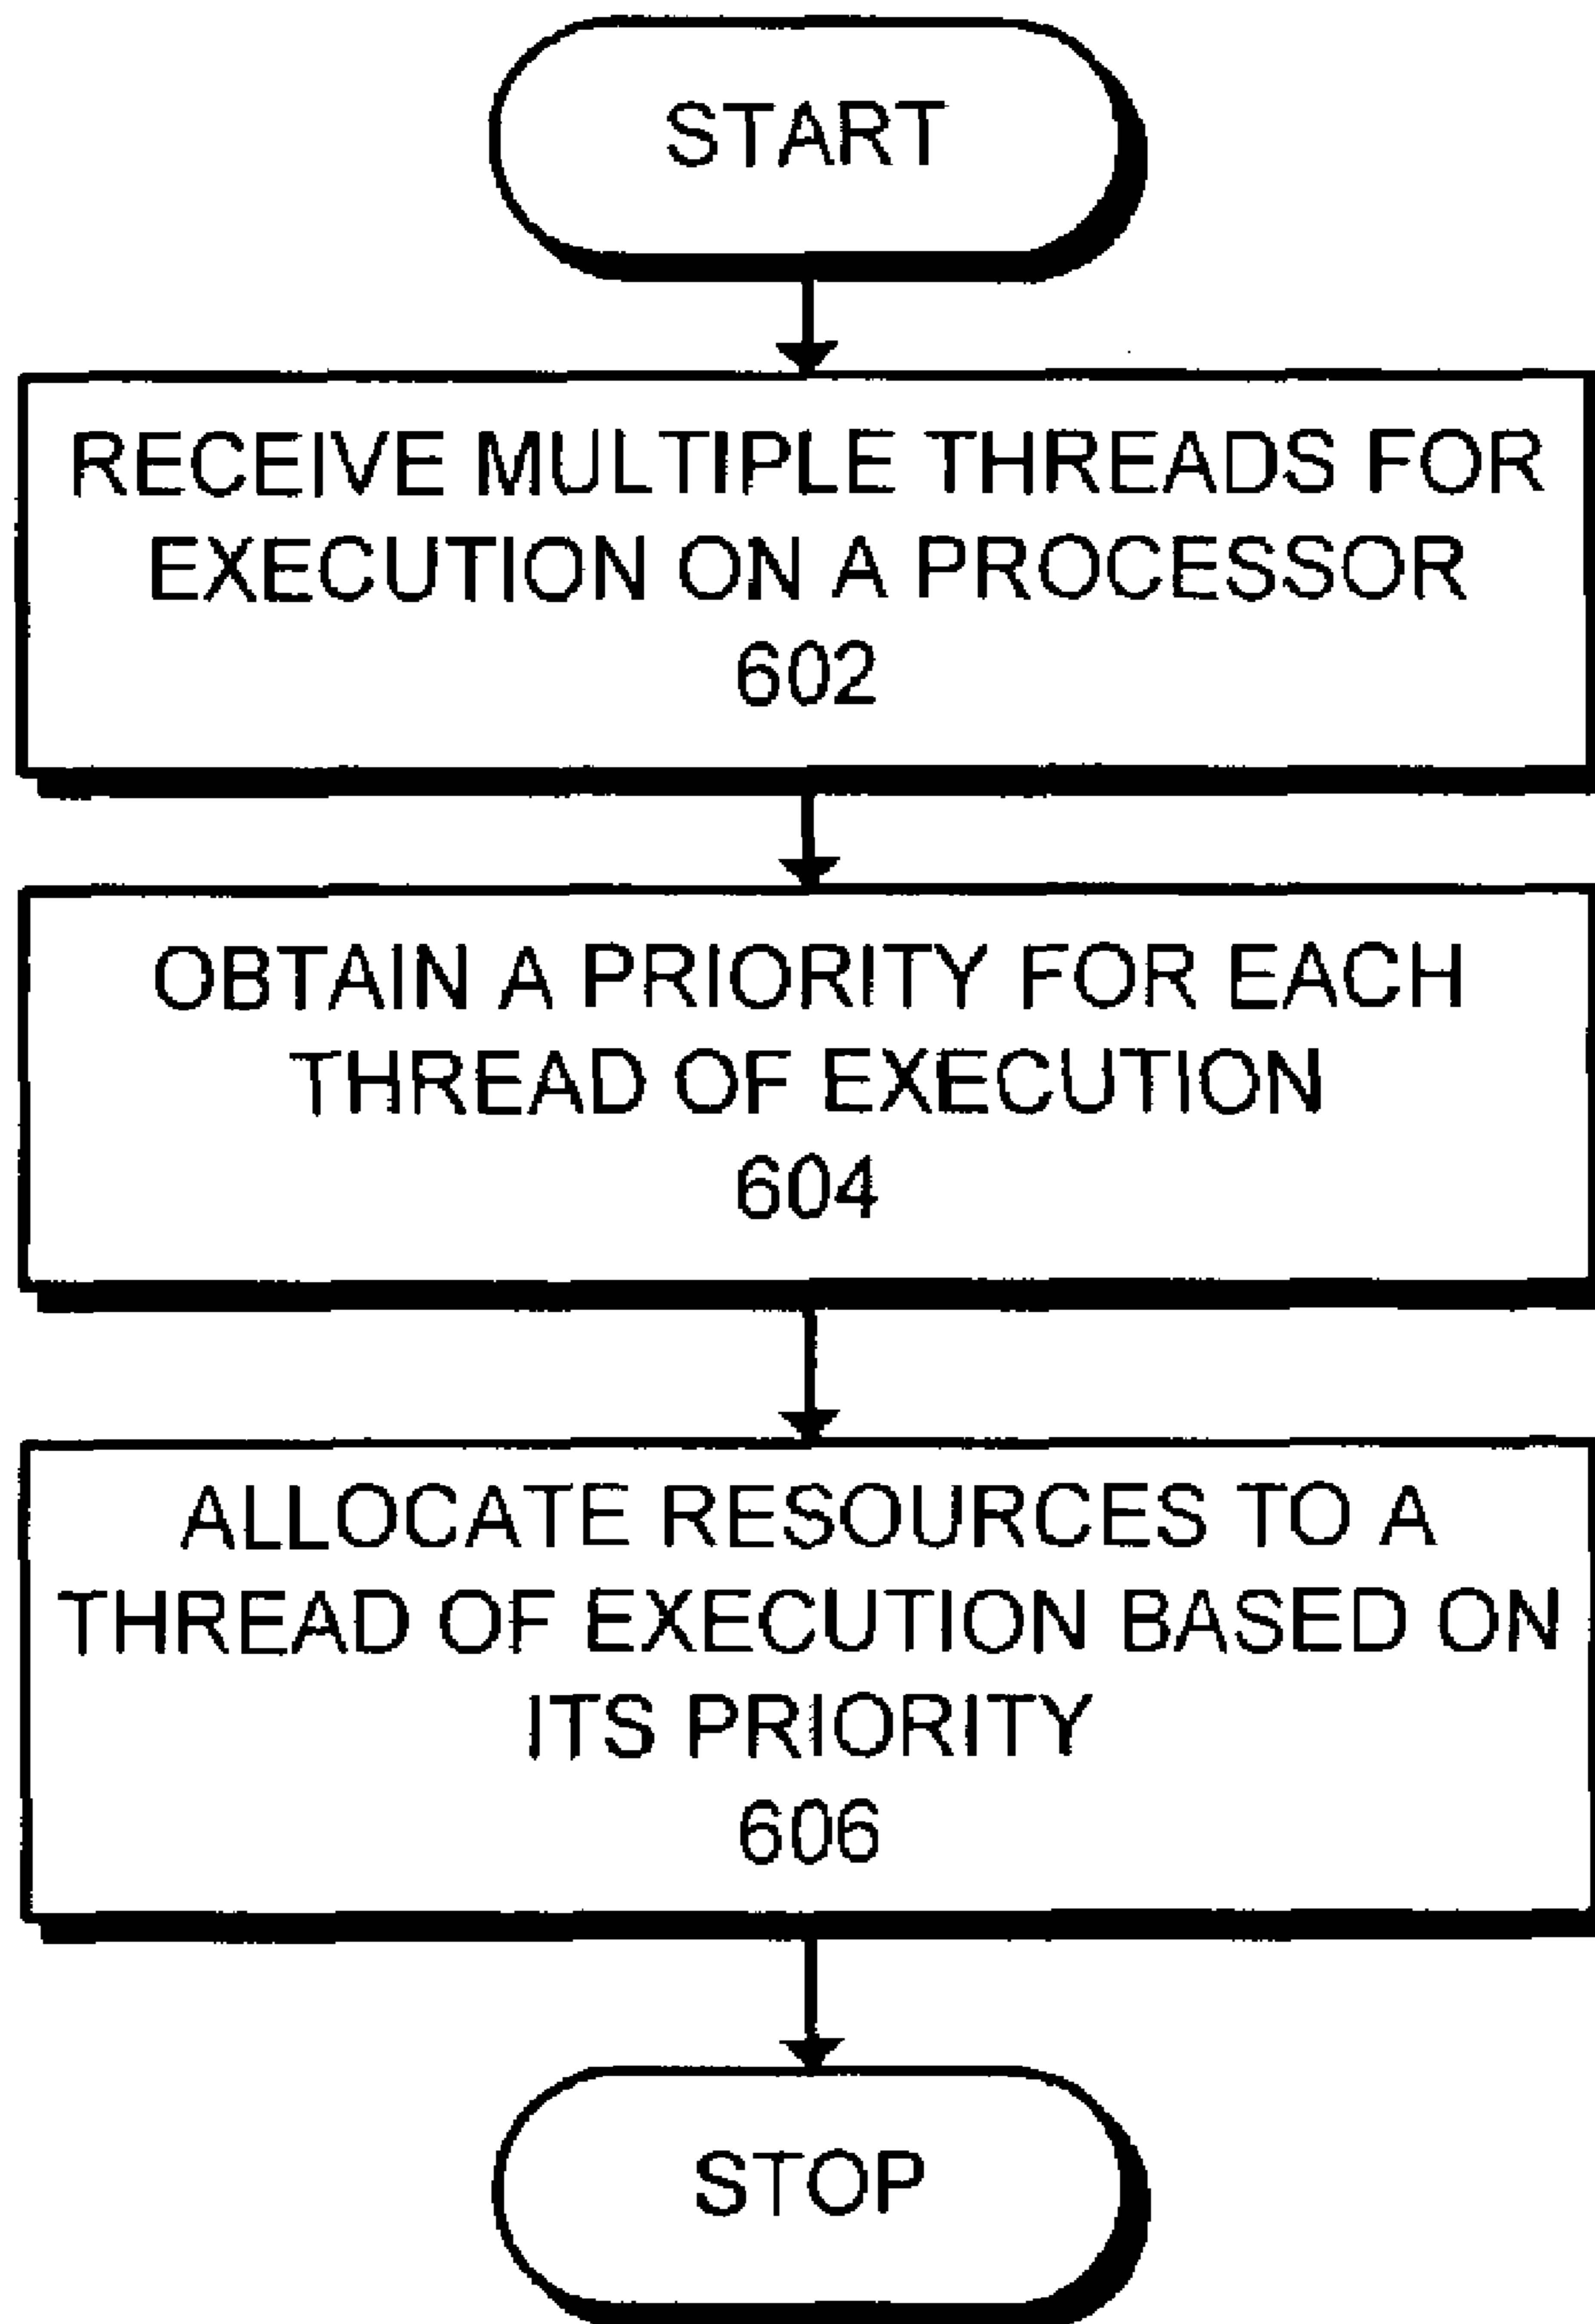 START
RECEIVE MULTIPLE THREADS FOR
EXECUTION ON A PROCESSOR
602
OBTAIN A PRIORITY FOR EACH
THREAD OF EXECUTION
604
ALLOCATE RESOURCES TO A
THREAD OF EXECUTION BASED ON
ITS PRIORITY
606
STOP